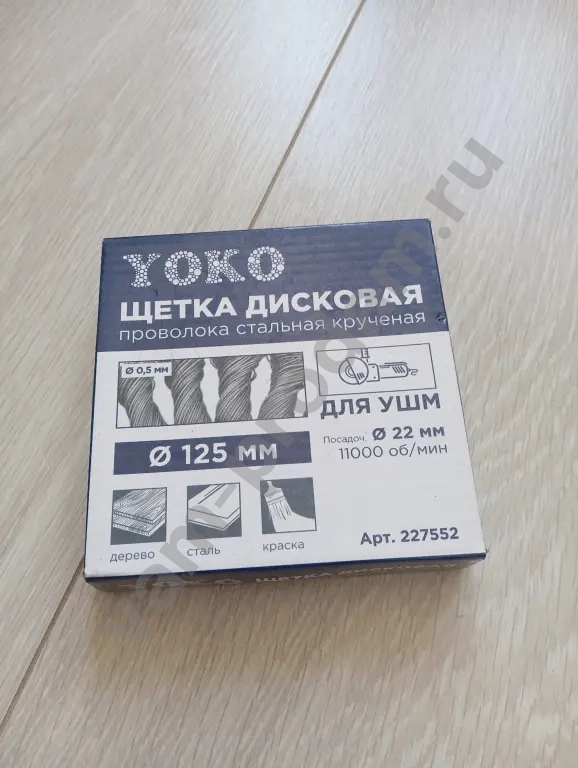 YOKO
ЩЕТКА ДИСКОВАЯ
проволока стальная крученая
Ø 0,5 мм
ДЛЯ УШМ
Посадоч. Ø 22 мм
11000 об/мин
Ø 125 мм
дерево сталь краска
Арт. 227552
ЩЕТКА ДИСКОВАЯ